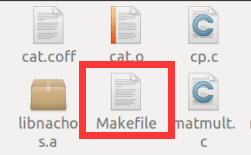 cat.coff
cat.o
cp.c
libnacho
s.a
Makefile
matmult.
c